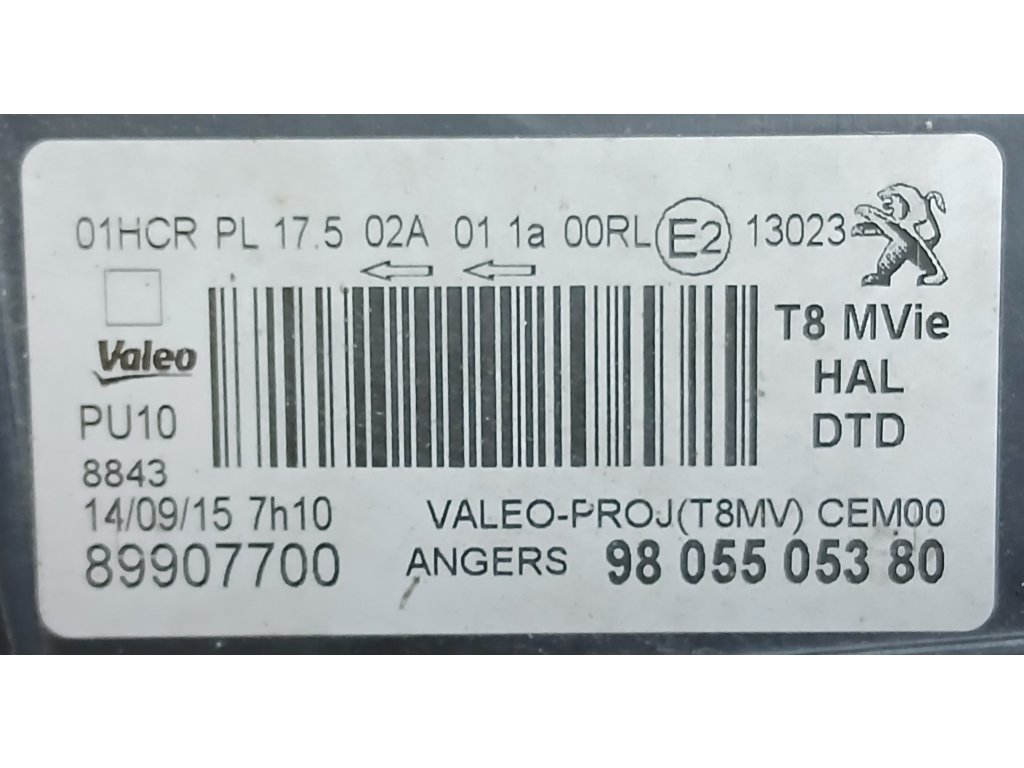 01HCR PL 17.5 02A 01 1a 00RL E2 13023
Valeo
PU10
8843
14/09/15 7h10
89907700
T8 MVie
HAL
DTD
VALEO-PROJ(T8MV) CEM00
ANGERS 98 055 053 80